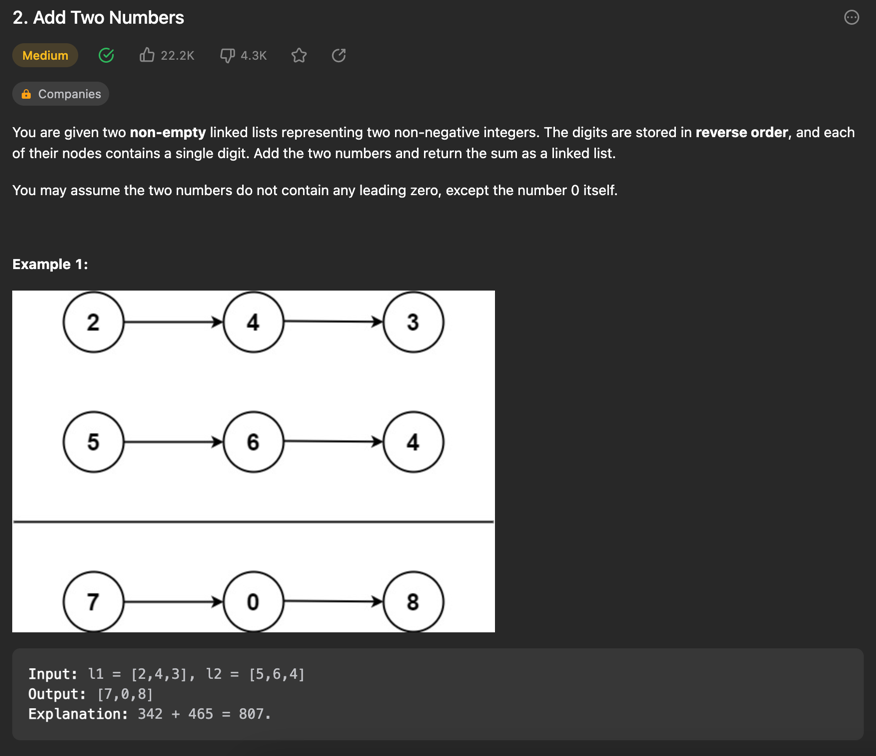 2. Add Two Numbers
Medium 22.2K 4.3K
Companies
You are given two non-empty linked lists representing two non-negative integers. The digits are stored in reverse order, and each
of their nodes contains a single digit. Add the two numbers and return the sum as a linked list.
You may assume the two numbers do not contain any leading zero, except the number 0 itself.
Example 1:
2 4 3
5 6 4
7 0 8
Input: l1 = [2,4,3], l2 = [5,6,4]
Output: [7,0,8]
Explanation: 342 + 465 = 807.